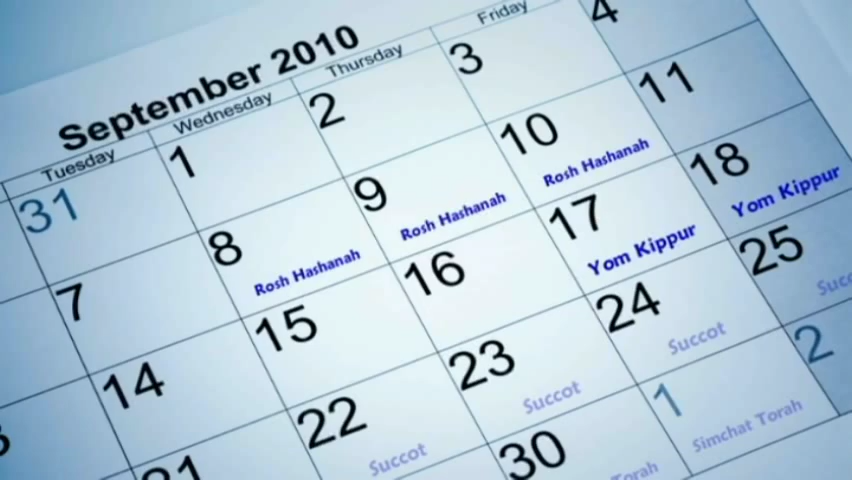 September 2010
Tuesday Wednesday Thursday Friday
31 1 2 3 4
7 8 9 10 11
Rosh Hashanah Rosh Hashanah Rosh Hashanah
14 15 16 17 18
Yom Kippur Yom Kippur
21 22 23 24 25
Succot Succot Succot
30 1 2
Torah Simchat Torah